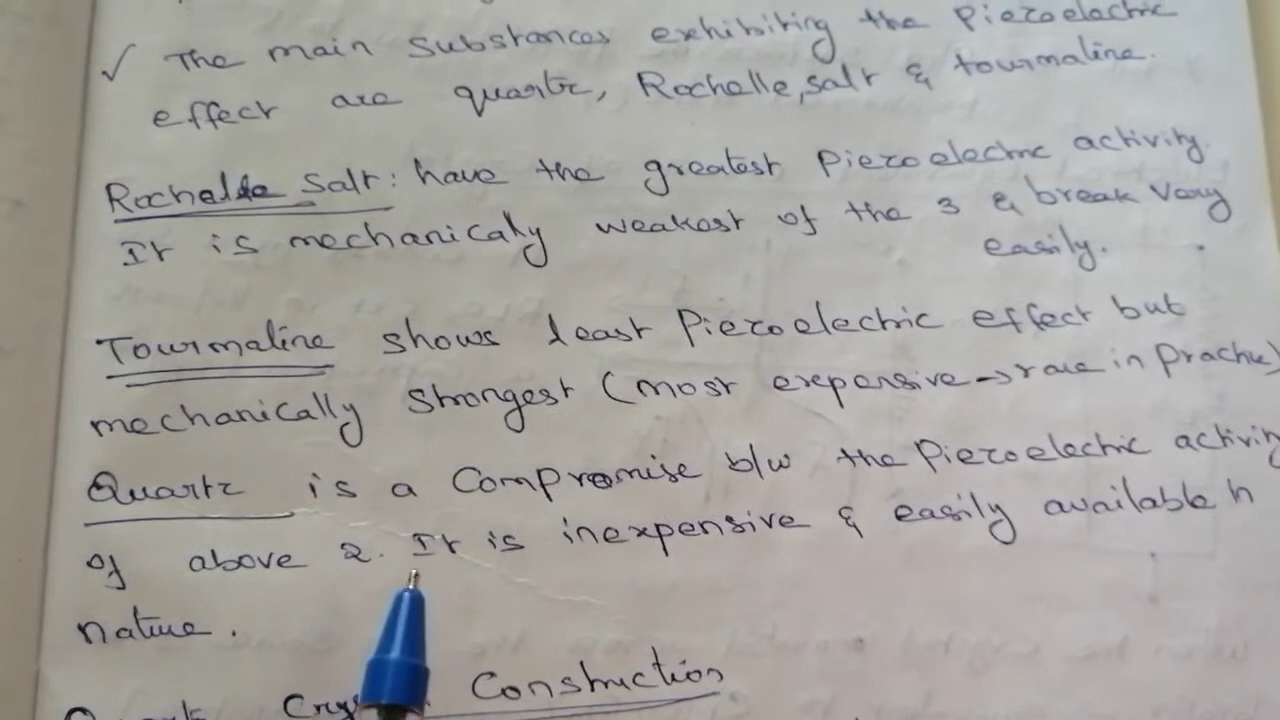 ✓ The main substances exhibiting the Piezoelectric
effect are quartz, Rochelle, salt & tourmaline.
Rochelle Salt: have the greatest Piezoelectric activity.
It is mechanically weakest of the 3 & break very
easily.
Tourmaline shows least Piezoelectric effect but
mechanically strongest (most expensive → rare in practice)
Quartz is a Compromise b/w the Piezoelectric activity
of above 2. It is inexpensive & easily available in
nature.
Construction